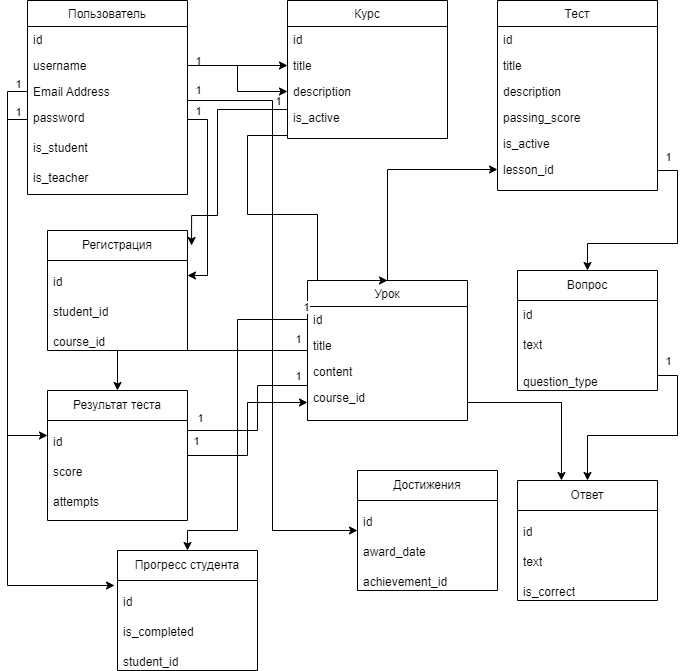 Пользователь
id
username
Email Address
password
is_student
is_teacher
Курс
id
title
description
is_active
Тест
id
title
description
passing_score
is_active
lesson_id
1
1
1
1
1
1
1
Регистрация
id
student_id
course_id
Урок
id
title
content
course_id
1
1
1
Вопрос
id
text
question_type
1
Результат теста
id
score
attempts
1
1
Достижения
id
award_date
achievement_id
Ответ
id
text
is_correct
Прогресс студента
id
is_completed
student_id